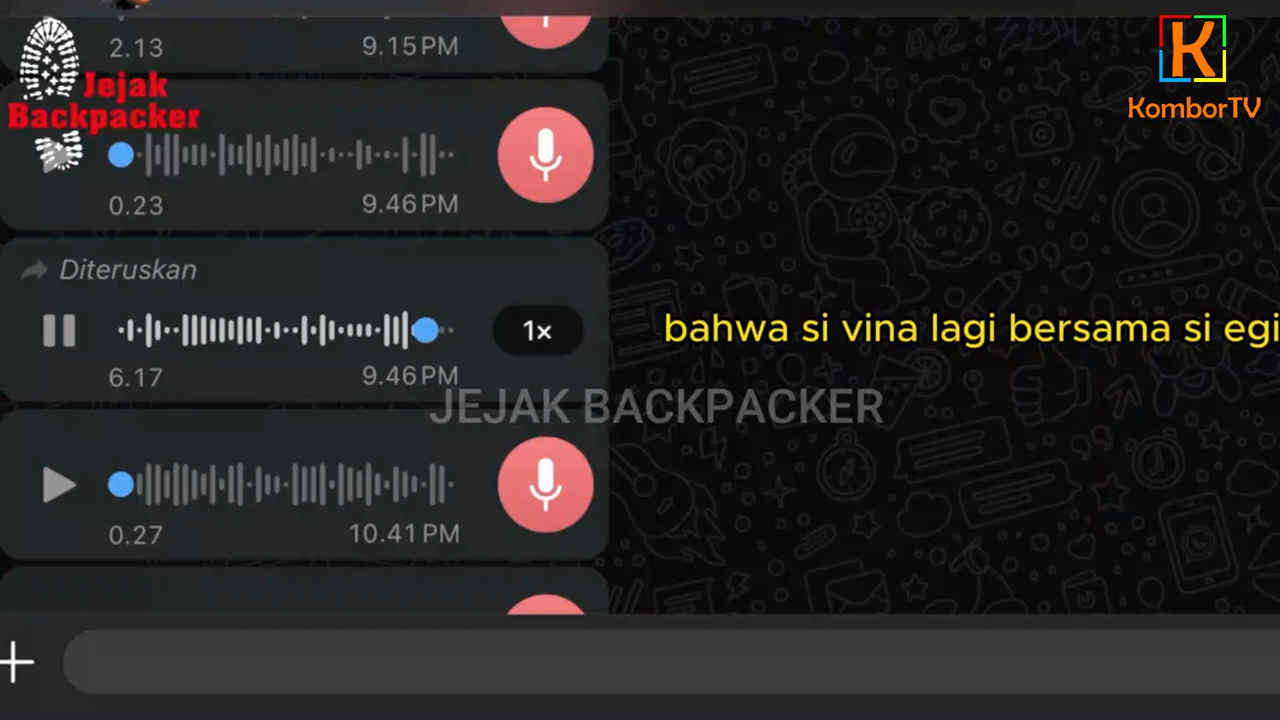 2.13 9.15 PM
Jejak
Backpacker
KomborTV
0.23 9.46 PM
Diteruskan
1x
bahwa si vina lagi bersama si egi
6.17 9.46 PM
JEJAK BACKPACKER
0.27 10.41 PM